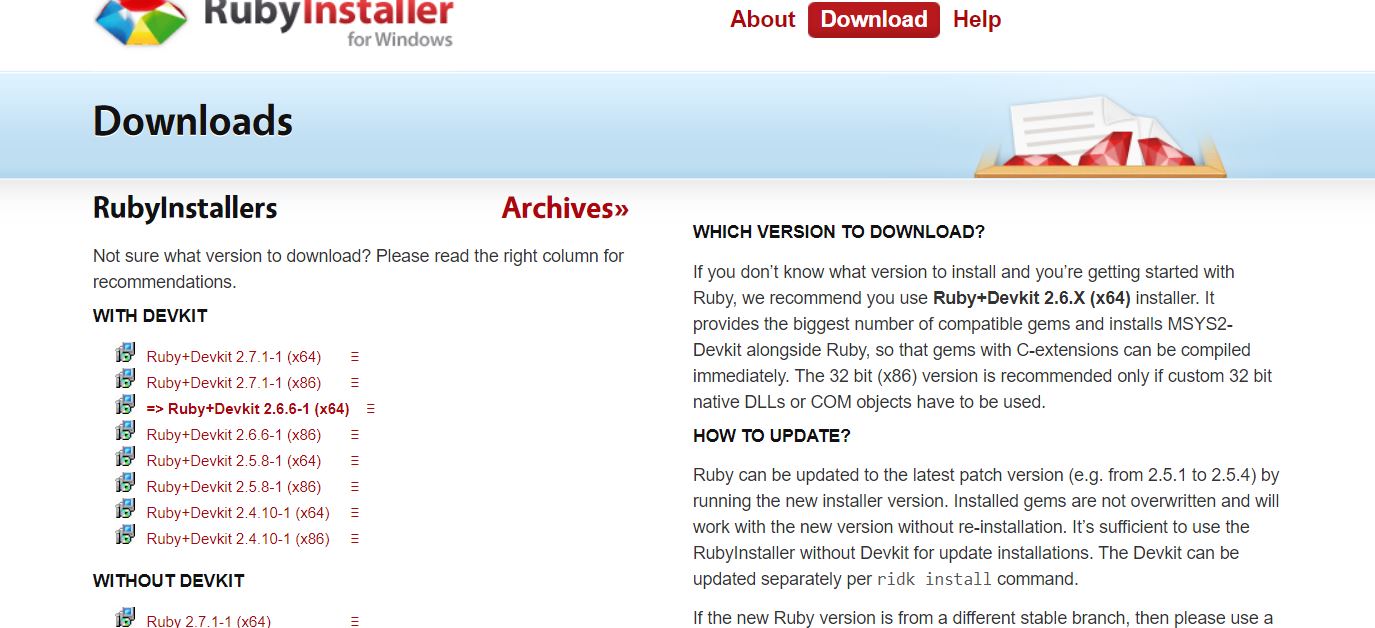 RubyInstaller
for Windows
About Download Help
Downloads
RubyInstallers
Archives»
Not sure what version to download? Please read the right column for
recommendations.
WITH DEVKIT
Ruby+Devkit 2.7.1-1 (x64)
Ruby+Devkit 2.7.1-1 (x86)
=> Ruby+Devkit 2.6.6-1 (x64)
Ruby+Devkit 2.6.6-1 (x86)
Ruby+Devkit 2.5.8-1 (x64)
Ruby+Devkit 2.5.8-1 (x86)
Ruby+Devkit 2.4.10-1 (x64)
Ruby+Devkit 2.4.10-1 (x86)
WITHOUT DEVKIT
Ruby 2.7.1-1 (x64)
WHICH VERSION TO DOWNLOAD?
If you don’t know what version to install and you’re getting started with
Ruby, we recommend you use Ruby+Devkit 2.6.X (x64) installer. It
provides the biggest number of compatible gems and installs MSYS2-
Devkit alongside Ruby, so that gems with C-extensions can be compiled
immediately. The 32 bit (x86) version is recommended only if custom 32 bit
native DLLs or COM objects have to be used.
HOW TO UPDATE?
Ruby can be updated to the latest patch version (e.g. from 2.5.1 to 2.5.4) by
running the new installer version. Installed gems are not overwritten and will
work with the new version without re-installation. It’s sufficient to use the
RubyInstaller without Devkit for update installations. The Devkit can be
updated separately per ridk install command.
If the new Ruby version is from a different stable branch, then please use a